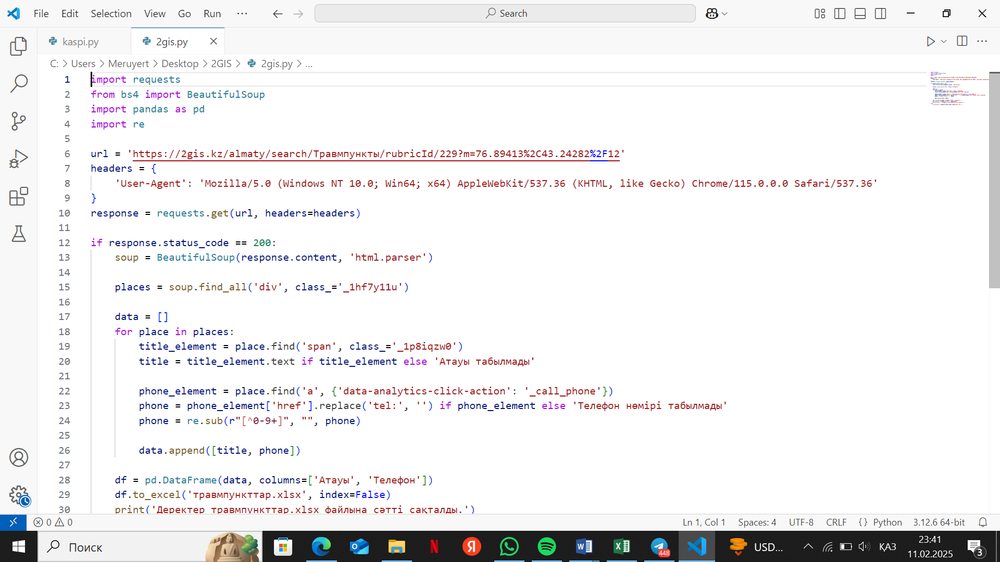 File Edit Selection View Go Run ··· Search
kaspi.py 2gis.py
C: > Users > Meruyert > Desktop > 2GIS > 2gis.py > ...
1 import requests
2 from bs4 import BeautifulSoup
3 import pandas as pd
4 import re
5
6 url = 'https://2gis.kz/almaty/search/Травмпункты/rubricId/229?m=76.89413%2C43.24282%2F12'
7 headers = {
8 'User-Agent': 'Mozilla/5.0 (Windows NT 10.0; Win64; x64) AppleWebKit/537.36 (KHTML, like Gecko) Chrome/115.0.0.0 Safari/537.36'
9 }
10 response = requests.get(url, headers=headers)
11
12 if response.status_code == 200:
13 soup = BeautifulSoup(response.content, 'html.parser')
14
15 places = soup.find_all('div', class_='_1hf7y11u')
16
17 data = []
18 for place in places:
19 title_element = place.find('span', class_='_1p8iqzw0')
20 title = title_element.text if title_element else 'Атауы табылмады'
21
22 phone_element = place.find('a', {'data-analytics-click-action': '_call_phone'})
23 phone = phone_element['href'].replace('tel:', '') if phone_element else 'Телефон нөмірі табылмады'
24 phone = re.sub(r"[^0-9+]", "", phone)
25
26 data.append([title, phone])
27
28 df = pd.DataFrame(data, columns=['Атауы', 'Телефон'])
29 df.to_excel('травмпункттар.xlsx', index=False)
30 print('Деректер травмпункттар.xlsx файлына сәтті сақталды.')
0 0 Ln 1, Col 1 Spaces: 4 UTF-8 CRLF {} Python 3.12.6 64-bit
Поиск 448 USD... ҚАЗ 23:41
11.02.2025 3